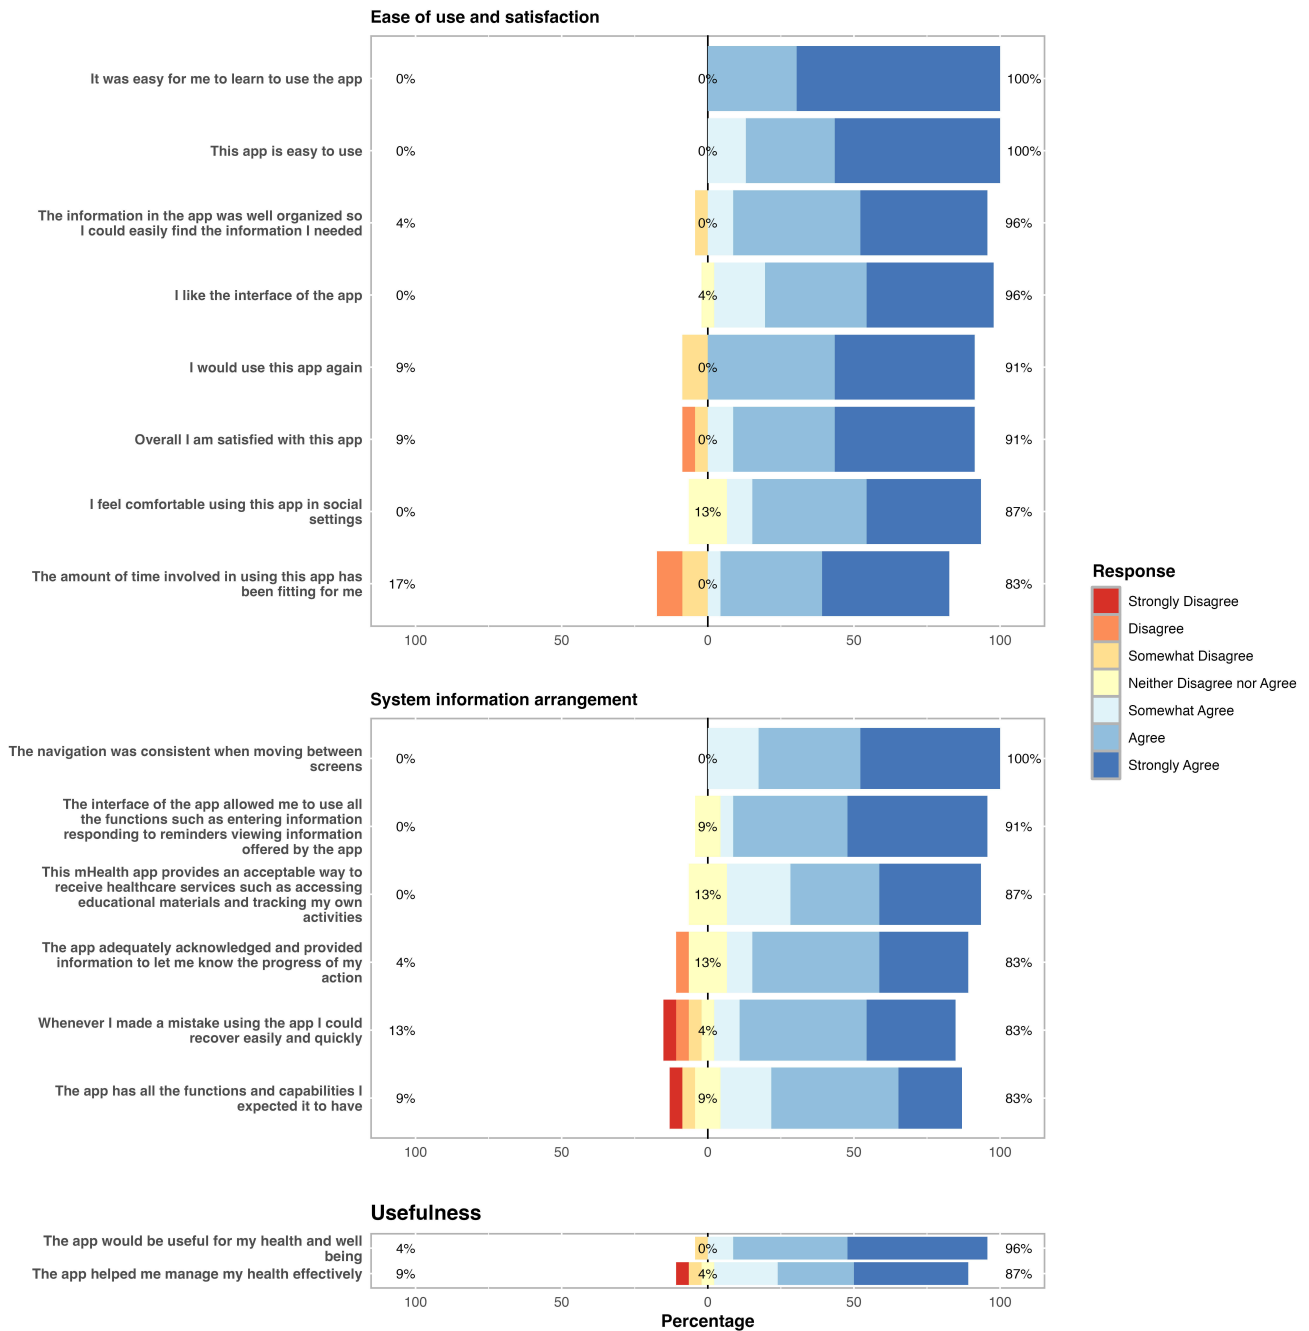 Ease of use and satisfaction
It was easy for me to learn to use the app
0%
0%
100%
This app is easy to use
0%
0%
100%
The information in the app was well organized so
I could easily find the information I needed
4%
0%
96%
I like the interface of the app
0%
4%
96%
I would use this app again
9%
0%
91%
Overall I am satisfied with this app
9%
0%
91%
I feel comfortable using this app in social
settings
0%
13%
87%
The amount of time involved in using this app has
been fitting for me
17%
0%
83%
100 50 0 50 100
Response
Strongly Disagree
Disagree
Somewhat Disagree
Neither Disagree nor Agree
Somewhat Agree
Agree
Strongly Agree
System information arrangement
The navigation was consistent when moving between
screens
0%
0%
100%
The interface of the app allowed me to use all
the functions such as entering information
responding to reminders viewing information
offered by the app
0%
9%
91%
This mHealth app provides an acceptable way to
receive healthcare services such as accessing
educational materials and tracking my own
activities
0%
13%
87%
The app adequately acknowledged and provided
information to let me know the progress of my
action
4%
13%
83%
Whenever I made a mistake using the app I could
recover easily and quickly
13%
4%
83%
The app has all the functions and capabilities I
expected it to have
9%
9%
83%
100 50 0 50 100
Usefulness
The app would be useful for my health and well
being
4%
0%
96%
The app helped me manage my health effectively
9%
4%
87%
100 50 0 50 100
Percentage